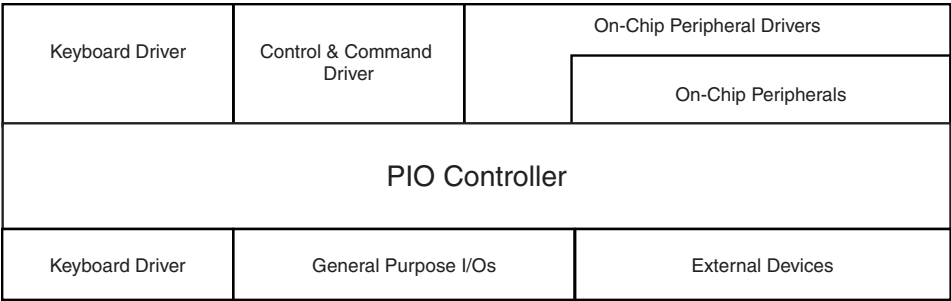 Keyboard Driver
Control & Command
Driver
On-Chip Peripheral Drivers
On-Chip Peripherals
PIO Controller
Keyboard Driver
General Purpose I/Os
External Devices